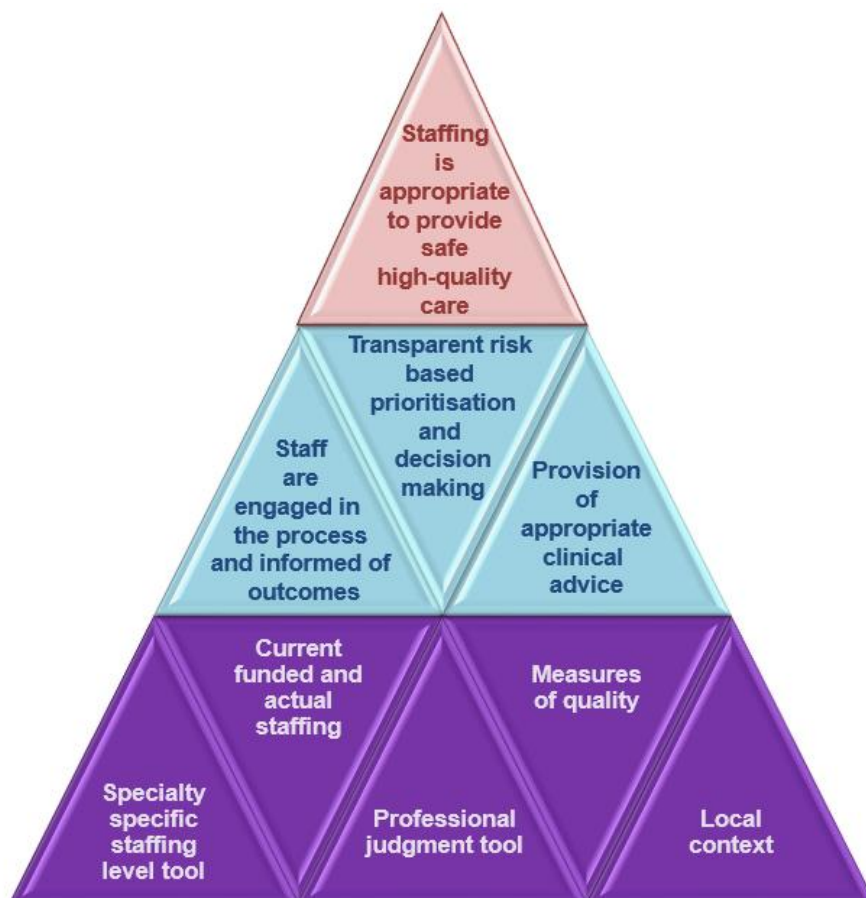 Staffing
is
appropriate
to provide
safe
high-quality
care
Transparent risk
based
prioritisation
and
decision
making
Staff
are
engaged in
the process
and informed of
outcomes
Provision
of
appropriate
clinical
advice
Current
funded and
actual
staffing
Measures
of quality
Specialty
specific
staffing
level tool
Professional
judgment tool
Local
context